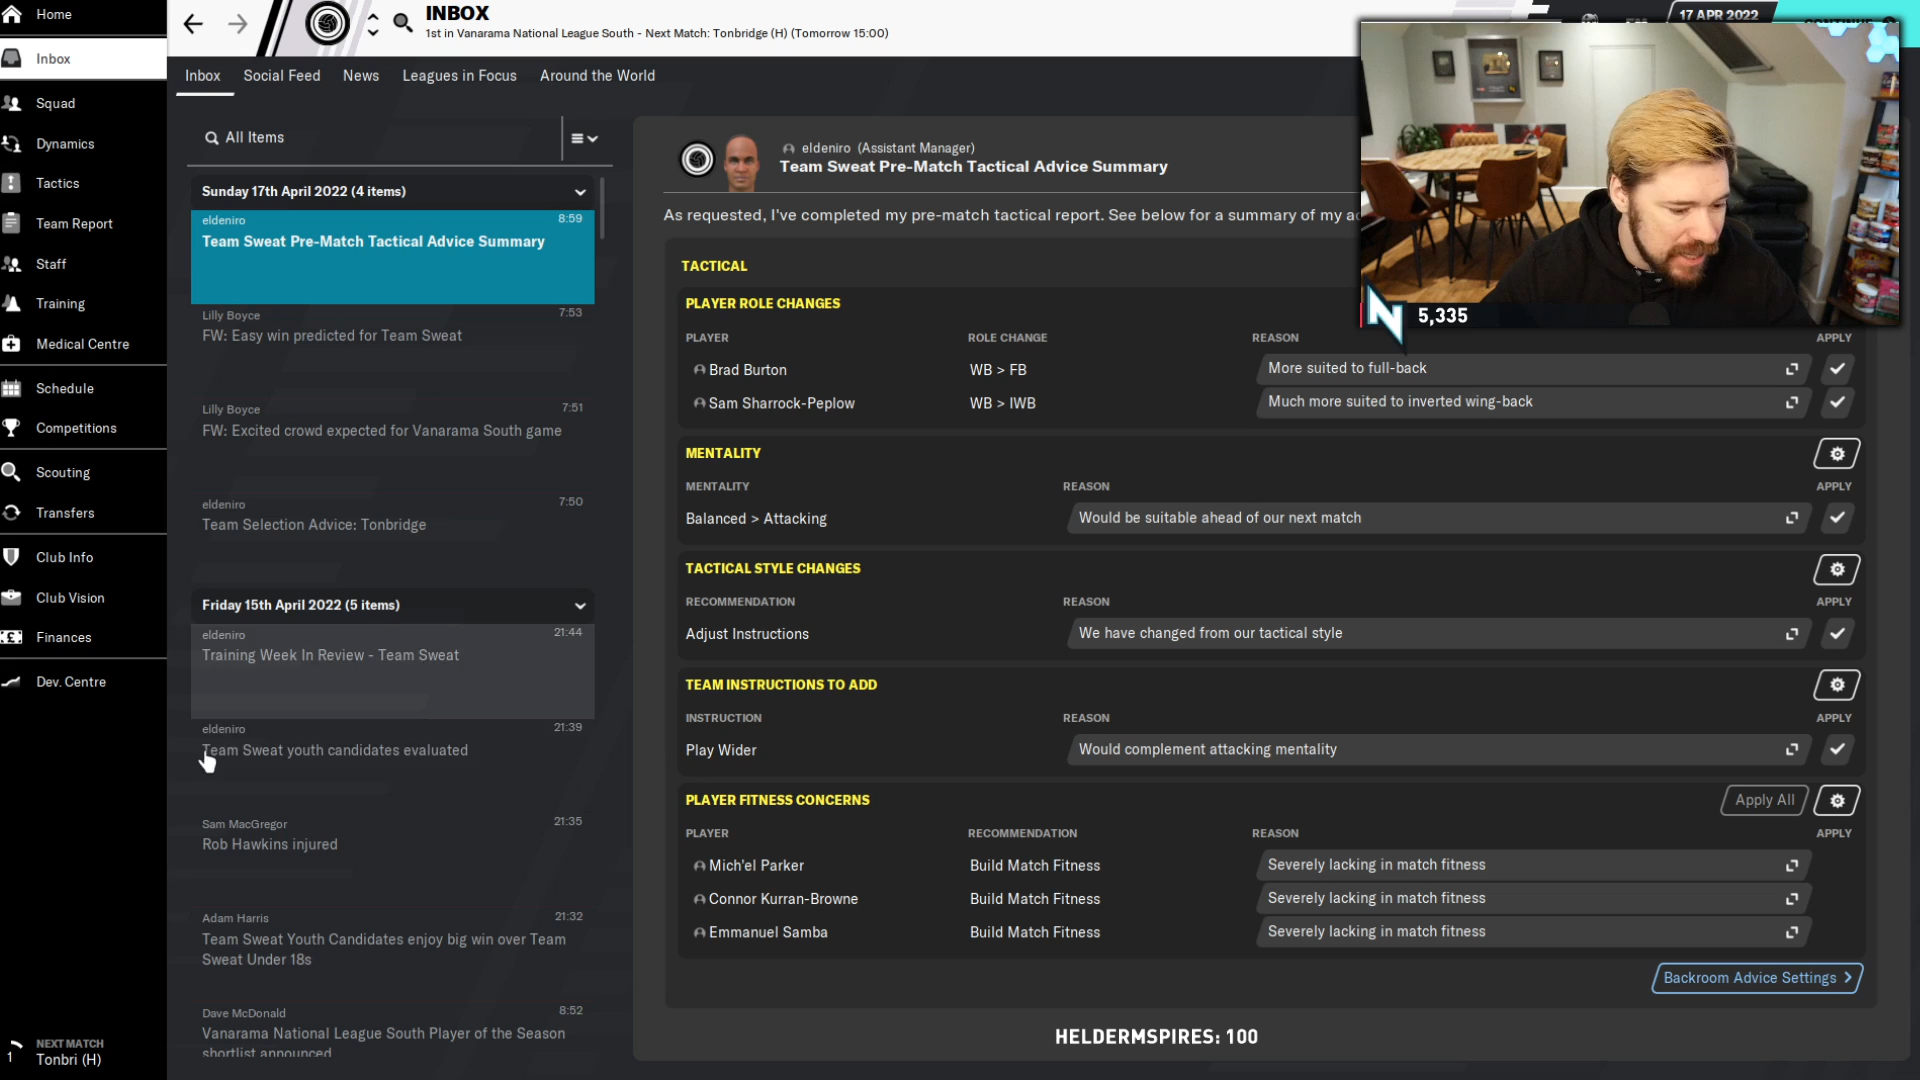 Home
Inbox
Squad
Dynamics
Tactics
Team Report
Staff
Training
Medical Centre
Schedule
Competitions
Scouting
Transfers
Club Info
Club Vision
Finances
Dev. Centre
1
NEXT MATCH
Tonbri (H)
INBOX
1st in Vanarama National League South - Next Match: Tonbridge (H) (Tomorrow 15:00)
17 APR 2022
Inbox Social Feed News Leagues in Focus Around the World
All Items
Sunday 17th April 2022 (4 items)
eldeniro 8:59
Team Sweat Pre-Match Tactical Advice Summary
Lilly Boyce 7:53
FW: Easy win predicted for Team Sweat
Lilly Boyce 7:51
FW: Excited crowd expected for Vanarama South game
eldeniro 7:50
Team Selection Advice: Tonbridge
Friday 15th April 2022 (5 items)
eldeniro 21:44
Training Week In Review - Team Sweat
eldeniro 21:39
Team Sweat youth candidates evaluated
Sam MacGregor 21:35
Rob Hawkins injured
Adam Harris 21:32
Team Sweat Youth Candidates enjoy big win over Team
Sweat Under 18s
Dave McDonald 8:52
Vanarama National League South Player of the Season
shortlist announced
eldeniro (Assistant Manager)
Team Sweat Pre-Match Tactical Advice Summary
As requested, I've completed my pre-match tactical report. See below for a summary of my
N 5,335
TACTICAL
PLAYER ROLE CHANGES
PLAYER ROLE CHANGE REASON APPLY
Brad Burton WB > FB More suited to full-back
Sam Sharrock-Peplow WB > IWB Much more suited to inverted wing-back
MENTALITY
MENTALITY REASON APPLY
Balanced > Attacking Would be suitable ahead of our next match
TACTICAL STYLE CHANGES
RECOMMENDATION REASON APPLY
Adjust Instructions We have changed from our tactical style
TEAM INSTRUCTIONS TO ADD
INSTRUCTION REASON APPLY
Play Wider Would complement attacking mentality
PLAYER FITNESS CONCERNS Apply All
PLAYER RECOMMENDATION REASON APPLY
Mich'el Parker Build Match Fitness Severely lacking in match fitness
Connor Kurran-Browne Build Match Fitness Severely lacking in match fitness
Emmanuel Samba Build Match Fitness Severely lacking in match fitness
Backroom Advice Settings >
HELDERMSPIRES: 100